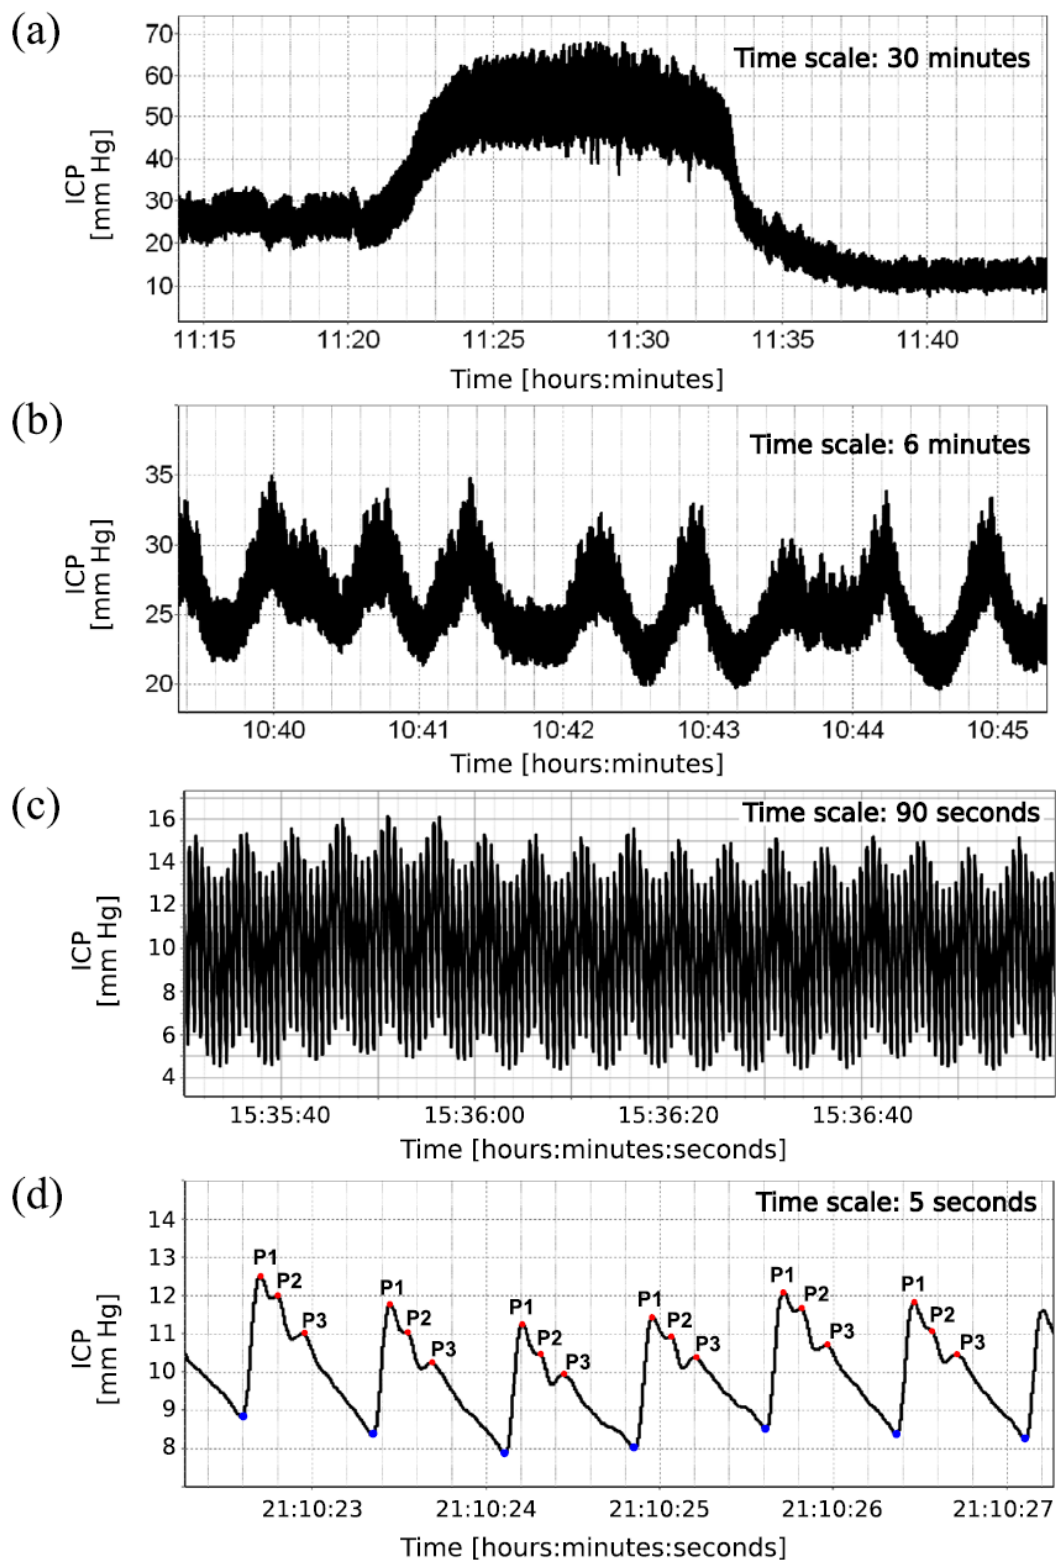 (a)
Time scale: 30 minutes
70
60
50
40
30
20
10
ICP
[mm Hg]
11:15 11:20 11:25 11:30 11:35 11:40
Time [hours:minutes]
(b)
Time scale: 6 minutes
35
30
25
20
ICP
[mm Hg]
10:40 10:41 10:42 10:43 10:44 10:45
Time [hours:minutes]
(c)
Time scale: 90 seconds
16
14
12
10
8
6
4
ICP
[mm Hg]
15:35:40 15:36:00 15:36:20 15:36:40
Time [hours:minutes:seconds]
(d)
Time scale: 5 seconds
14
13
12
11
10
9
8
ICP
[mm Hg]
P1 P2 P3 P1 P2 P3 P1 P2 P3 P1 P2 P3 P1 P2 P3 P1 P2 P3
21:10:23 21:10:24 21:10:25 21:10:26 21:10:27
Time [hours:minutes:seconds]